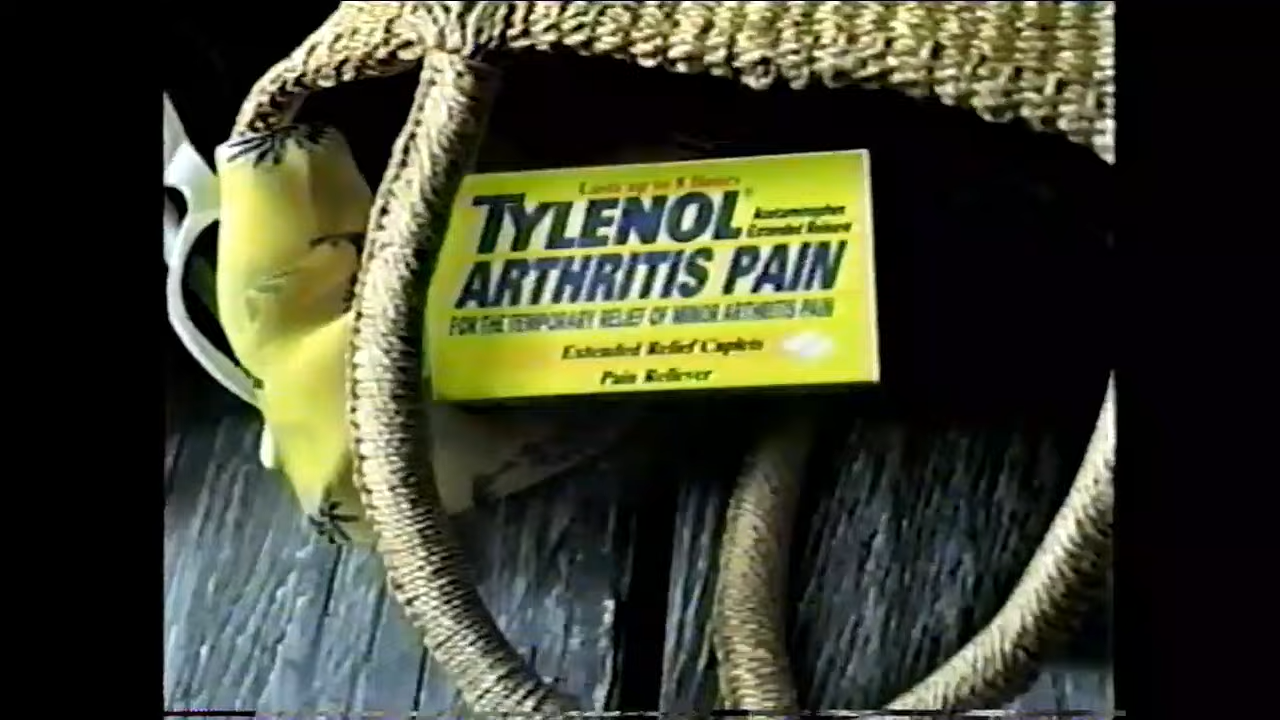 Lasts up to 8 Hours
TYLENOL®
Acetaminophen
Extended Release
ARTHRITIS PAIN
FOR THE TEMPORARY RELIEF OF MINOR ARTHRITIS PAIN
Extended Relief Caplets
Pain Reliever